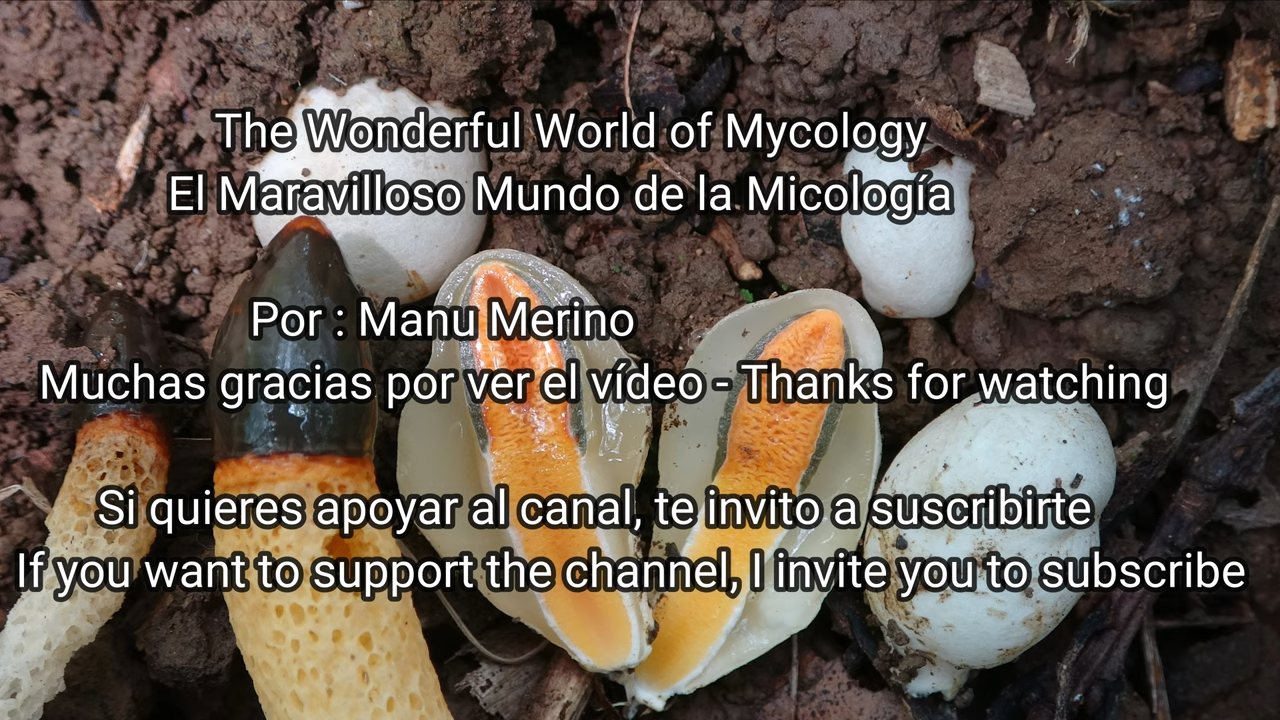 The Wonderful World of Mycology
El Maravilloso Mundo de la Micología
Por : Manu Merino
Muchas gracias por ver el vídeo - Thanks for watching
Si quieres apoyar al canal, te invito a suscribirte
If you want to support the channel, I invite you to subscribe